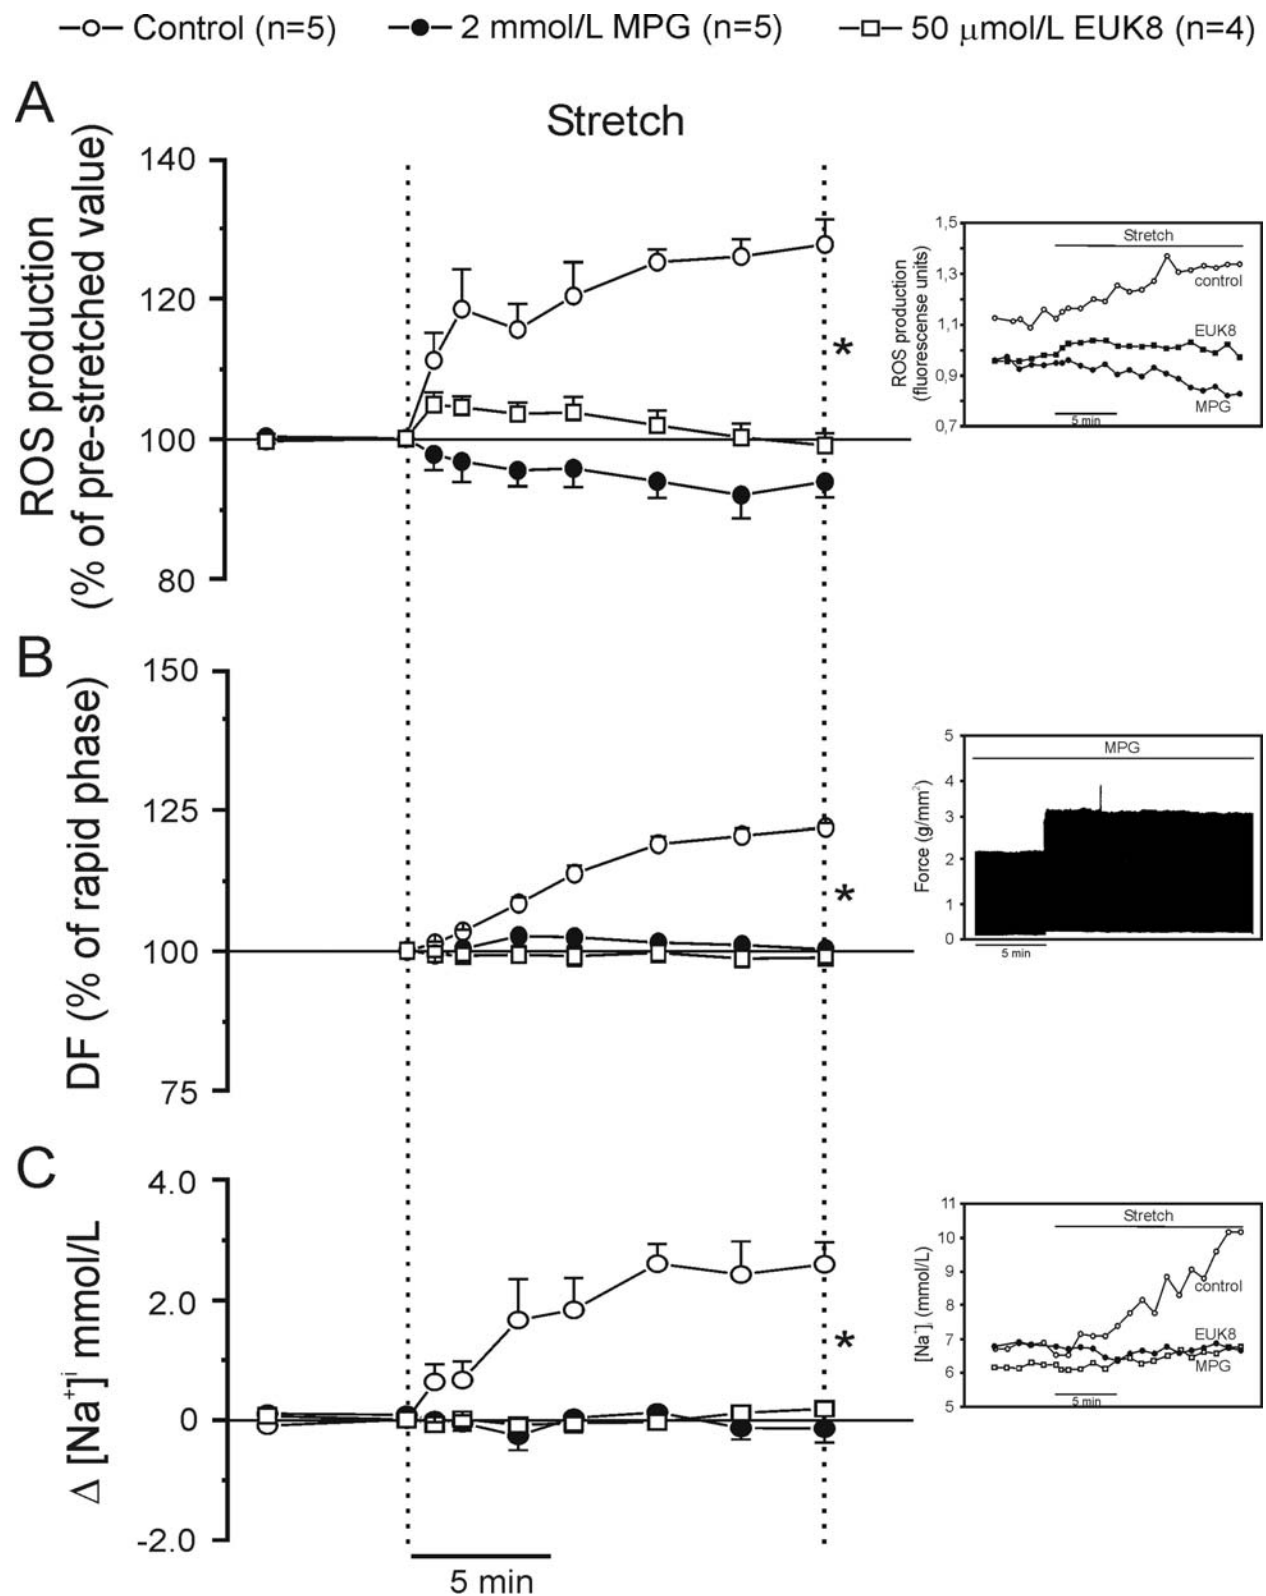 Control (n=5) 2 mmol/L MPG (n=5) 50 μmol/L EUK8 (n=4)
A
Stretch
ROS production
(% of pre-stretched value)
140
120
100
80
*
ROS production
(fluorescense units)
1,5
1,3
1,1
0,9
0,7
Stretch
control
EUK8
MPG
5 min
B
DF (% of rapid phase)
150
125
100
75
*
Force (g/mm²)
5
4
3
2
1
0
MPG
5 min
C
Δ [Na⁺]i mmol/L
4.0
2.0
0
-2.0
*
5 min
[Na⁺]i (mmol/L)
11
10
9
8
7
6
5
Stretch
control
EUK8
MPG
5 min